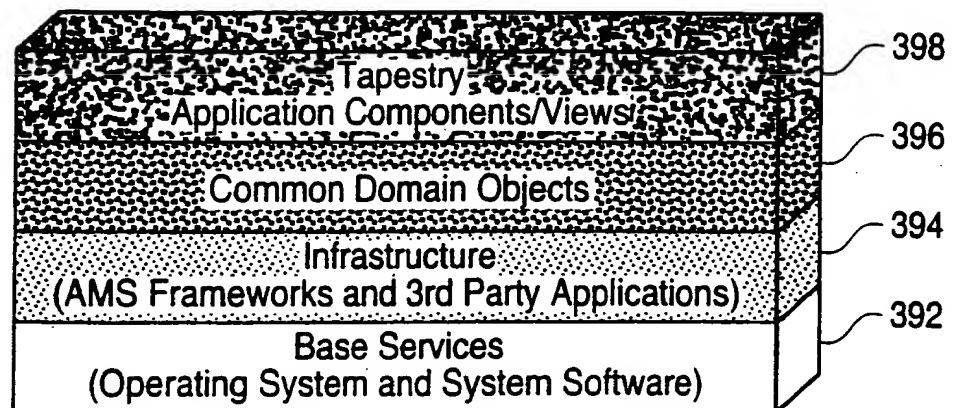 Tapestry
Application Components/Views
398
Common Domain Objects
396
Infrastructure
(AMS Frameworks and 3rd Party Applications)
394
Base Services
(Operating System and System Software)
392